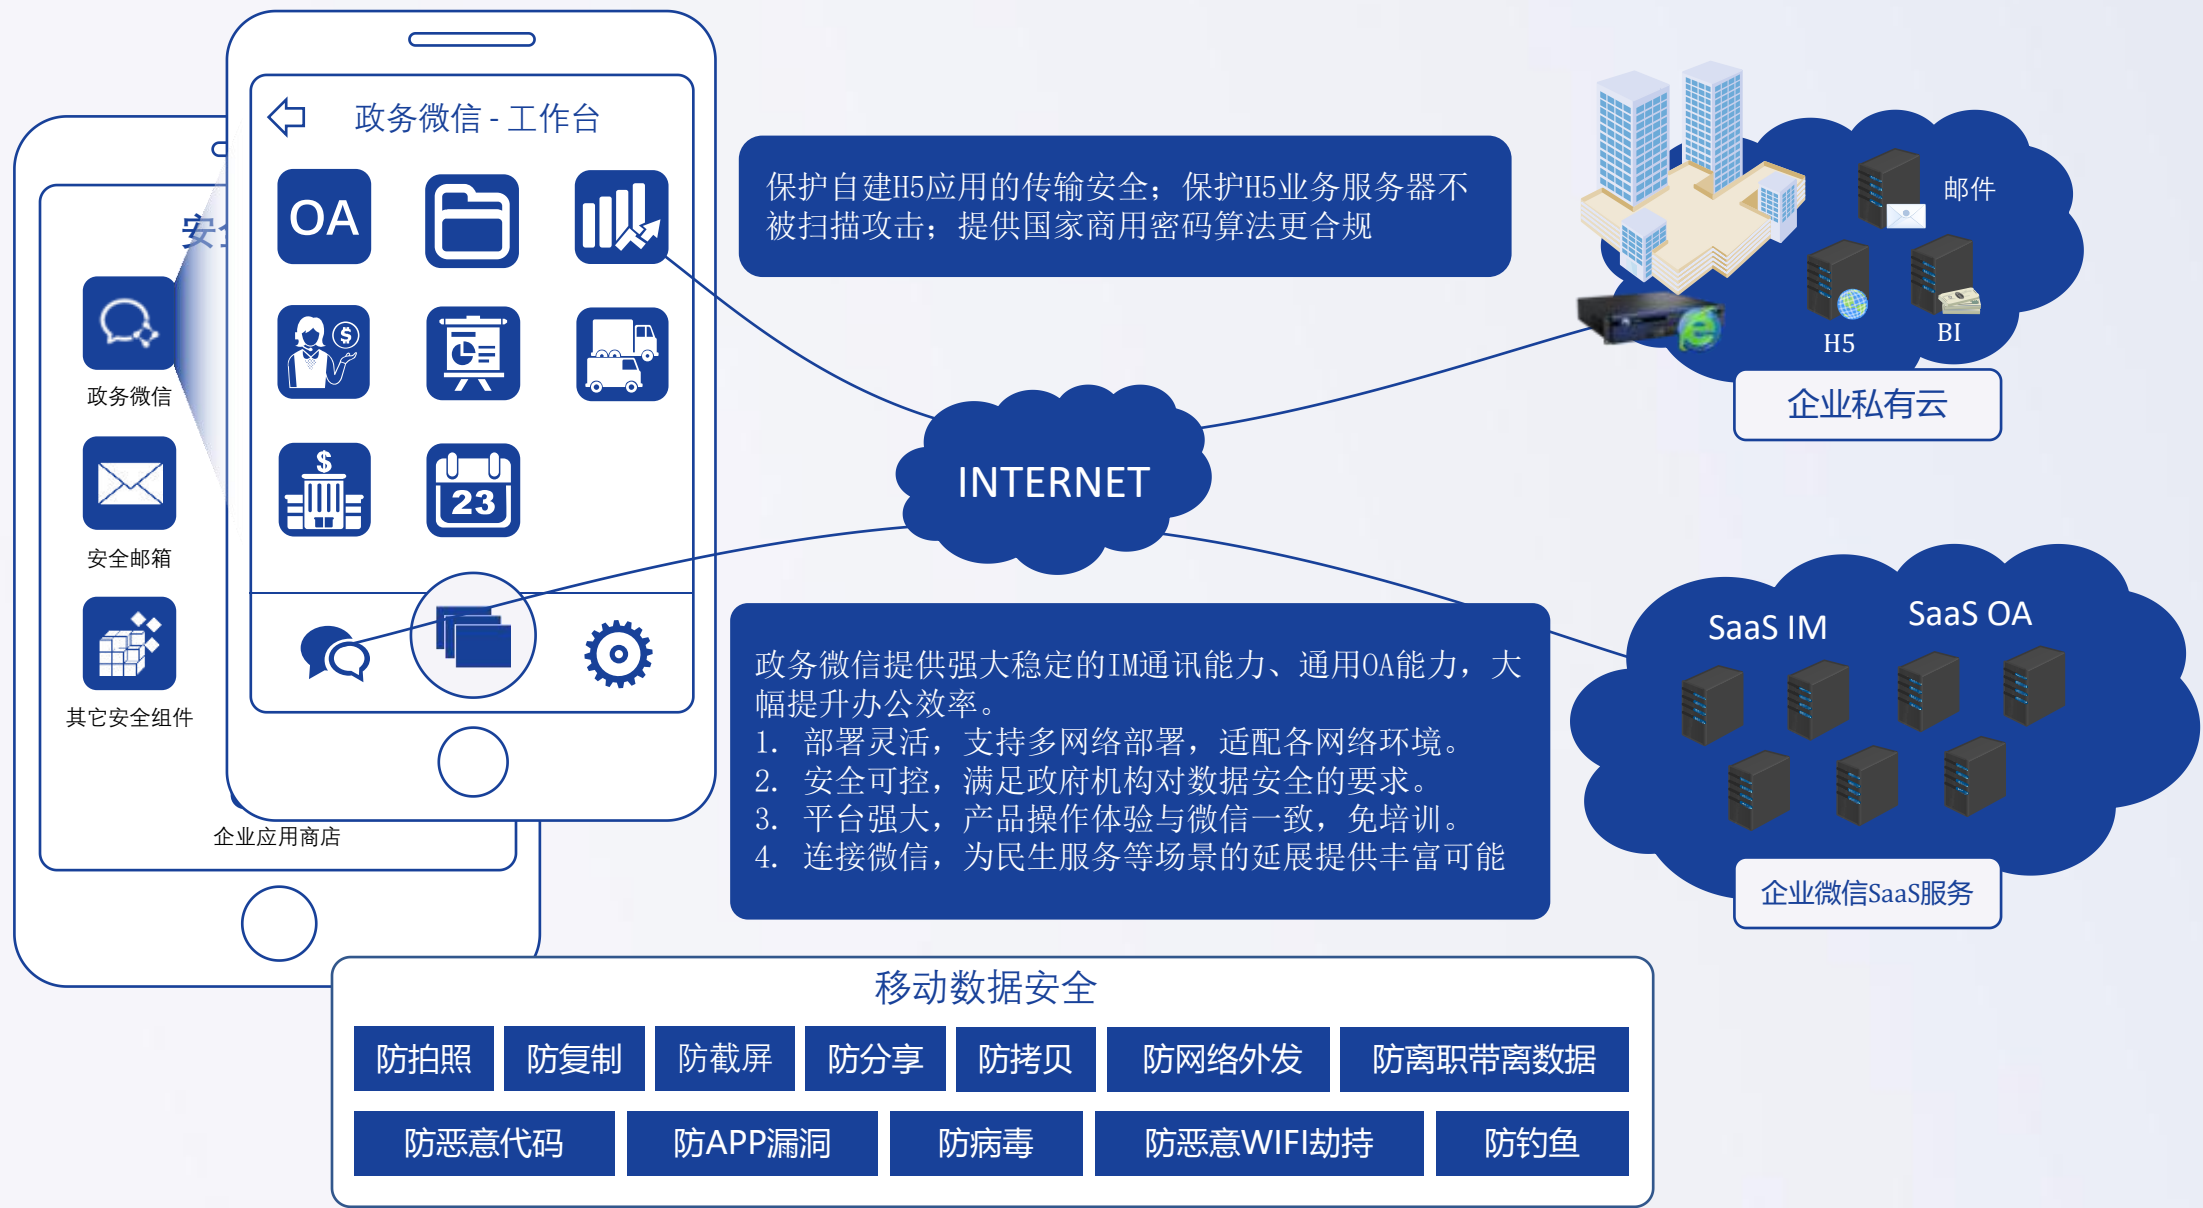 政务微信 - 工作台
OA
$
$
23
安
政务微信
安全邮箱
其它安全组件
企业应用商店
保护自建H5应用的传输安全；保护H5业务服务器不
被扫描攻击；提供国家商用密码算法更合规
INTERNET
邮件
H5
BI
企业私有云
政务微信提供强大稳定的IM通讯能力、通用OA能力，大
幅提升办公效率。
1. 部署灵活，支持多网络部署，适配各网络环境。
2. 安全可控，满足政府机构对数据安全的要求。
3. 平台强大，产品操作体验与微信一致，免培训。
4. 连接微信，为民生服务等场景的延展提供丰富可能
SaaS IM
SaaS OA
企业微信SaaS服务
移动数据安全
防拍照 防复制 防截屏 防分享 防拷贝 防网络外发 防离职带离数据
防恶意代码 防APP漏洞 防病毒 防恶意WIFI劫持 防钓鱼